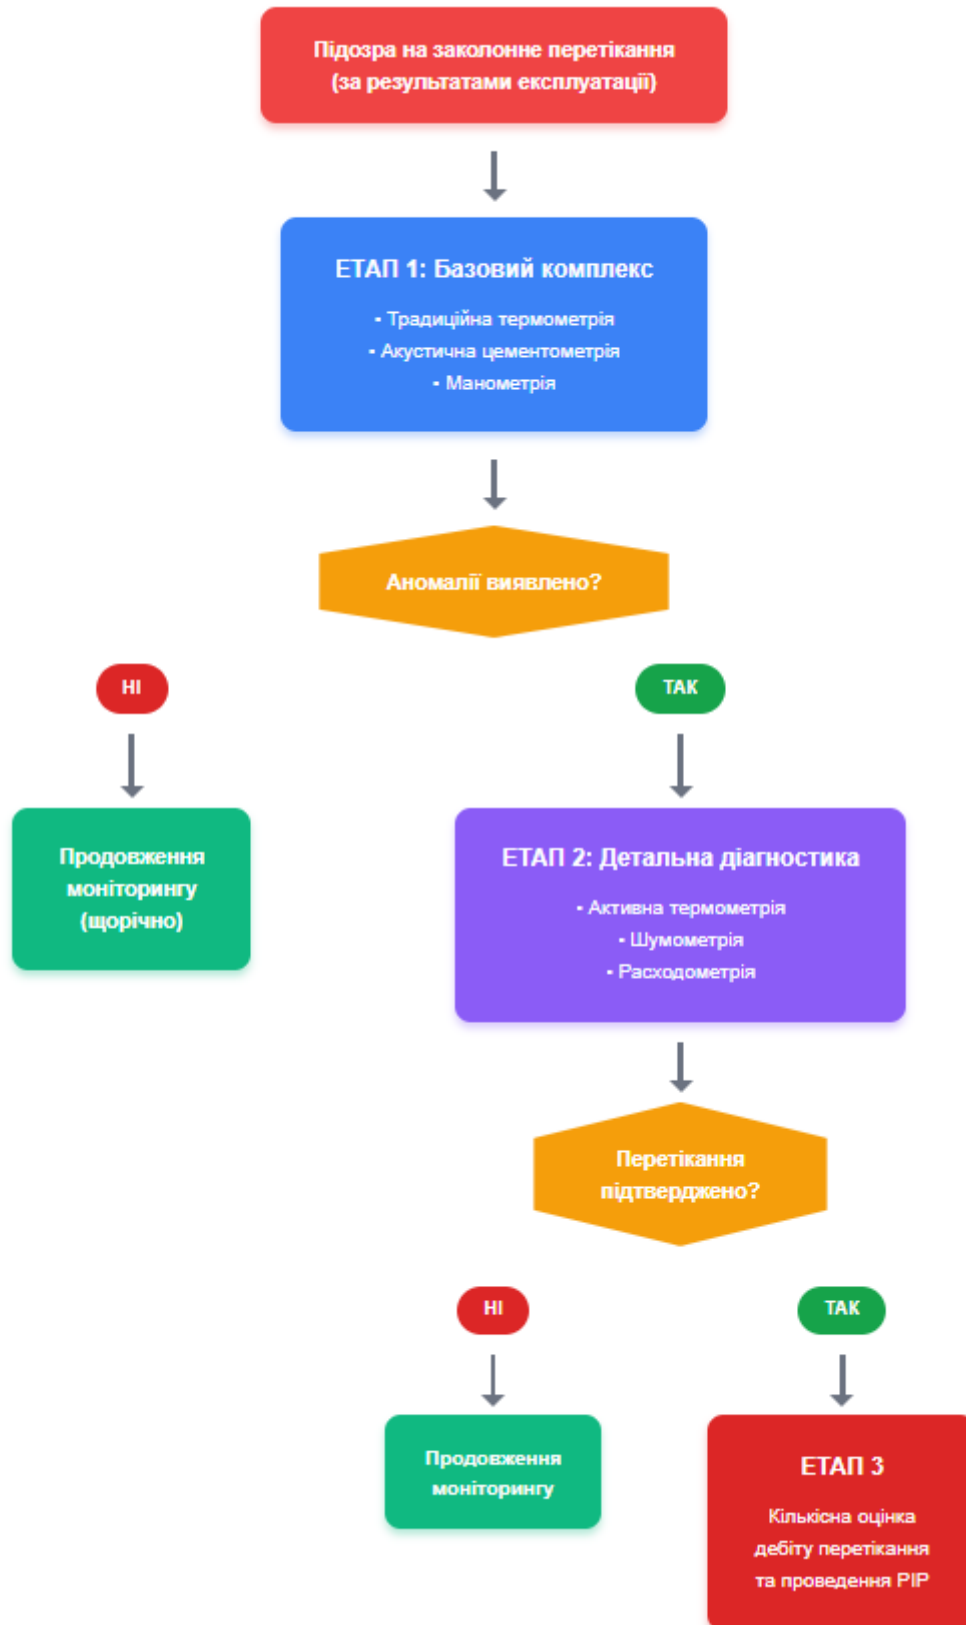 Підозра на заколонне перетікання
(за результатами експлуатації)
ЕТАП 1: Базовий комплекс
▪ Традиційна термометрія
▪ Акустична цементометрія
▪ Манометрія
Аномалії виявлено?
НІ
ТАК
Продовження
моніторингу
(щорічно)
ЕТАП 2: Детальна діагностика
▪ Активна термометрія
▪ Шумометрія
▪ Расходометрія
Перетікання
підтверджено?
НІ
ТАК
Продовження
моніторингу
ЕТАП 3
Кількісна оцінка
дебіту перетікання
та проведення РІР